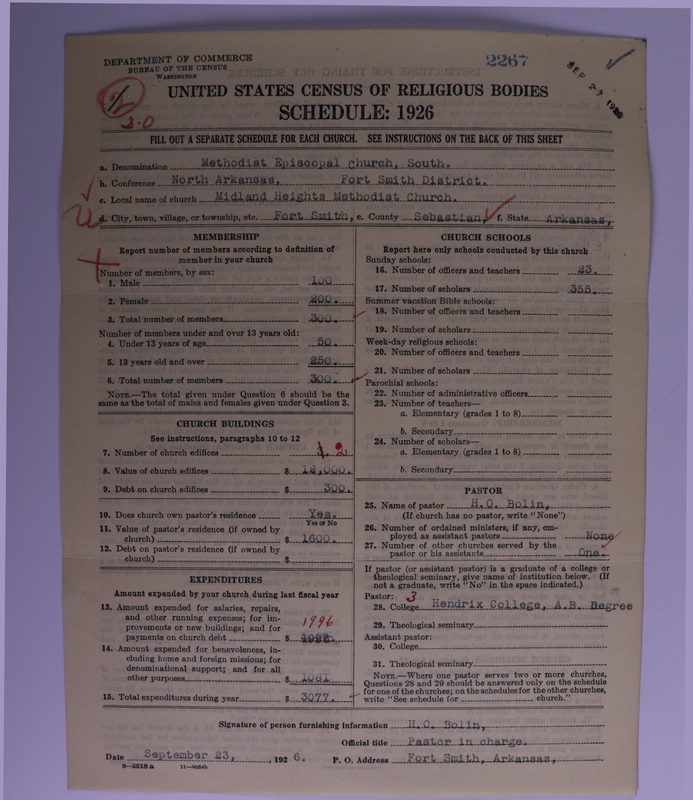 DEPARTMENT OF COMMERCE
BUREAU OF THE CENSUS
WASHINGTON
2267
SEP 27 1926
UNITED STATES CENSUS OF RELIGIOUS BODIES
SCHEDULE: 1926
20
FILL OUT A SEPARATE SCHEDULE FOR EACH CHURCH. SEE INSTRUCTIONS ON THE BACK OF THIS SHEET
a. Denomination Methodist Episcopal Church, South.
b. Conference North Arkansas, Fort Smith District.
c. Local name of church Midland Heights Methodist Church.
d. City, town, village, or township, etc. Fort Smith, e. County Sebastian, f. State Arkansas,
MEMBERSHIP
Report number of members according to definition of
member in your church
Number of members, by sex:
1. Male 100
2. Female 200.
3. Total number of members 300.
Number of members under and over 13 years old:
4. Under 13 years of age 50.
5. 13 years old and over 250.
6. Total number of members 300.
NOTE.—The total given under Question 6 should be the
same as the total of males and females given under Question 3.
CHURCH BUILDINGS
See instructions, paragraphs 10 to 12
7. Number of church edifices 1. 2
8. Value of church edifices $ 12,000.
9. Debt on church edifices $ 300.
10. Does church own pastor's residence Yes.
Yes or No
11. Value of pastor's residence (if owned by
church) $ 1600.
12. Debt on pastor's residence (if owned by
church) $
EXPENDITURES
Amount expended by your church during last fiscal year
13. Amount expended for salaries, repairs,
and other running expenses; for im-
provements or new buildings; and for
payments on church debt $ 1996
14. Amount expended for benevolences, in-
cluding home and foreign missions; for
denominational support; and for all
other purposes $ 1081
15. Total expenditures during year $ 3077.
CHURCH SCHOOLS
Report here only schools conducted by this church
Sunday schools:
16. Number of officers and teachers 23.
17. Number of scholars 355.
Summer vacation Bible schools:
18. Number of officers and teachers
19. Number of scholars
Week-day religious schools:
20. Number of officers and teachers
21. Number of scholars
Parochial schools:
22. Number of administrative officers
23. Number of teachers—
a. Elementary (grades 1 to 8)
b. Secondary
24. Number of scholars—
a. Elementary (grades 1 to 8)
b. Secondary
PASTOR
25. Name of pastor H.O. Bolin,
(If church has no pastor, write "None")
26. Number of ordained ministers, if any, em-
ployed as assistant pastors None
27. Number of other churches served by the
pastor or his assistants One.
If pastor (or assistant pastor) is a graduate of a college or
theological seminary, give name of institution below. (If
not a graduate, write "No" in the space indicated.)
Pastor: 3
28. College Hendrix College, A.B. Degree
29. Theological seminary
Assistant pastor:
30. College
31. Theological seminary
NOTE.—Where one pastor serves two or more churches,
Questions 28 and 29 should be answered only on the schedule
for one of the churches; on the schedules for the other churches,
write "See schedule for church."
Signature of person furnishing information H.O. Bolin,
Official title Pastor in charge.
Date September 23, , 192 6. P. O. Address Fort Smith, Arkansas,
8—5518a 11—9054b